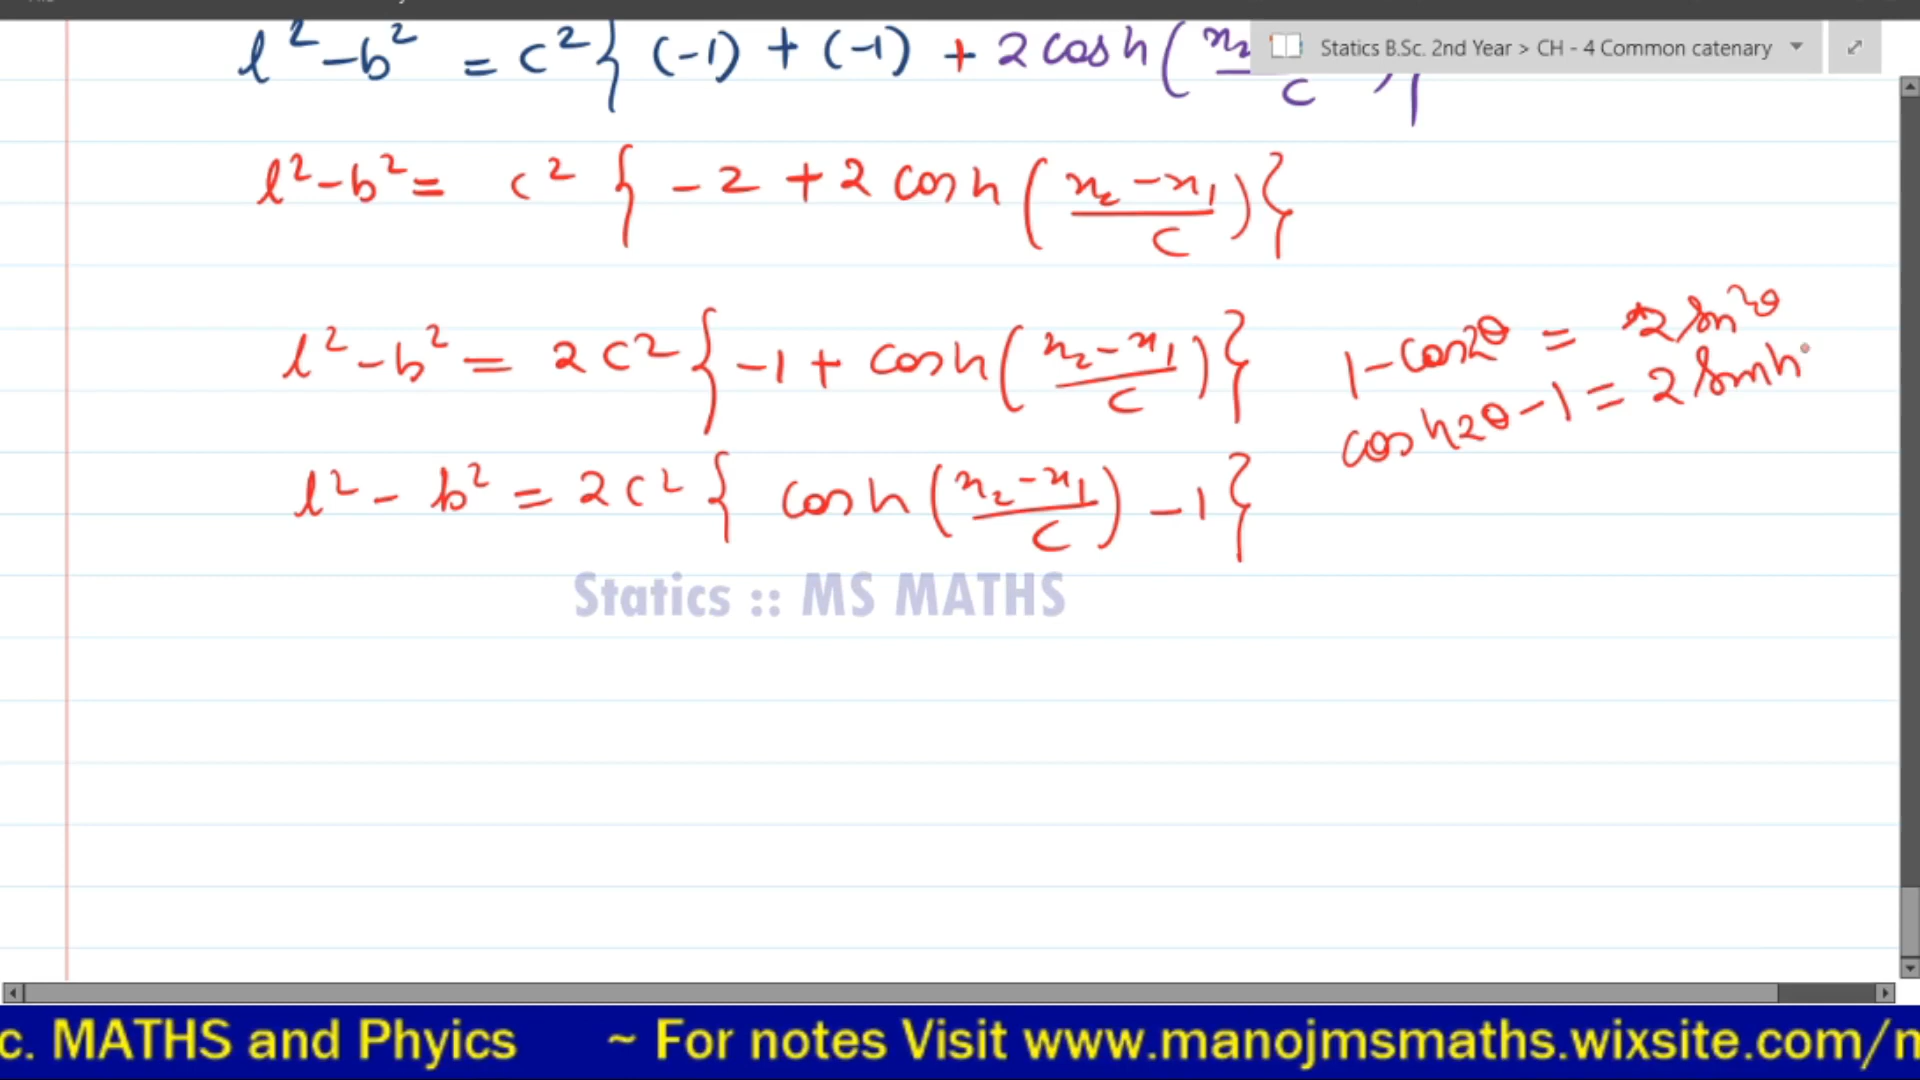 Statics B.Sc. 2nd Year > CH - 4 Common catenary
l² - b² = c² { (-1) + (-1) + 2 cosh (x₂ / c ) }
l² - b² = c² { - 2 + 2 cosh ( (x₂ - x₁) / c ) }
l² - b² = 2c² { -1 + cosh ( (x₂ - x₁) / c ) }
1 - cos2θ = 2 sin²θ
cosh2θ - 1 = 2 sinh
l² - b² = 2c² { cosh ( (x₂ - x₁) / c ) - 1 }
Statics :: MS MATHS
c. MATHS and Phyics ~ For notes Visit www.manojmsmaths.wixsite.com/